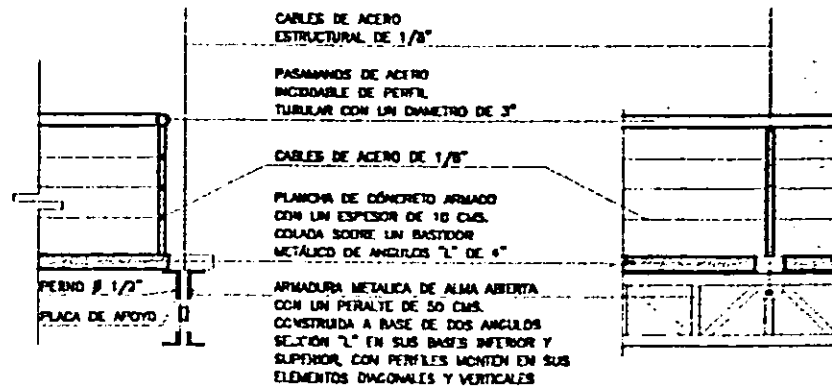 CABLES DE ACERO
ESTRUCTURAL DE 1/8"
PASAMANOS DE ACERO
INOXIDABLE DE PERFIL
TUBULAR CON UN DIAMETRO DE 3"
CABLES DE ACERO DE 1/8"
PLANCHA DE CONCRETO ARMADO
CON UN ESPESOR DE 10 CMS.
COLADA SOBRE UN BASTIDOR
METÁLICO DE ANGULOS "L" DE 4"
PERNO Ø 1/2"
PLACA DE APOYO
ARMADURA METALICA DE ALMA ABIERTA
CON UN PERALTE DE 50 CMS.
CONSTRUIDA A BASE DE DOS ANGULOS
SECCION "L" EN SUS BASES INFERIOR Y
SUPERIOR, CON PERFILES MONTEN EN SUS
ELEMENTOS DIAGONALES Y VERTICALES